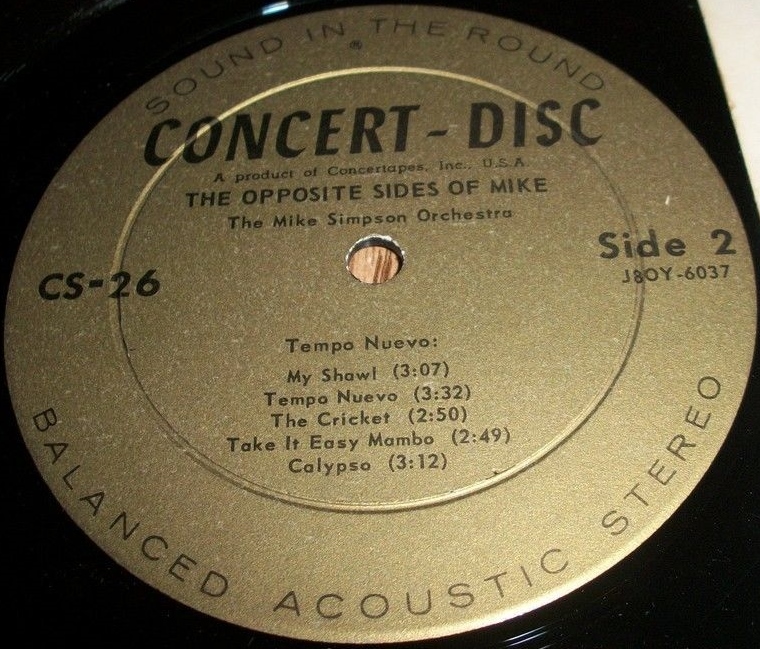 SOUND IN THE ROUND
®
CONCERT-DISC
A product of Concertapes, Inc., U.S.A.
THE OPPOSITE SIDES OF MIKE
The Mike Simpson Orchestra
Side 2
CS-26
J8OY-6037
Tempo Nuevo:
My Shawl (3:07)
Tempo Nuevo (3:32)
The Cricket (2:50)
Take It Easy Mambo (2:49)
Calypso (3:12)
BALANCED ACOUSTIC STEREO